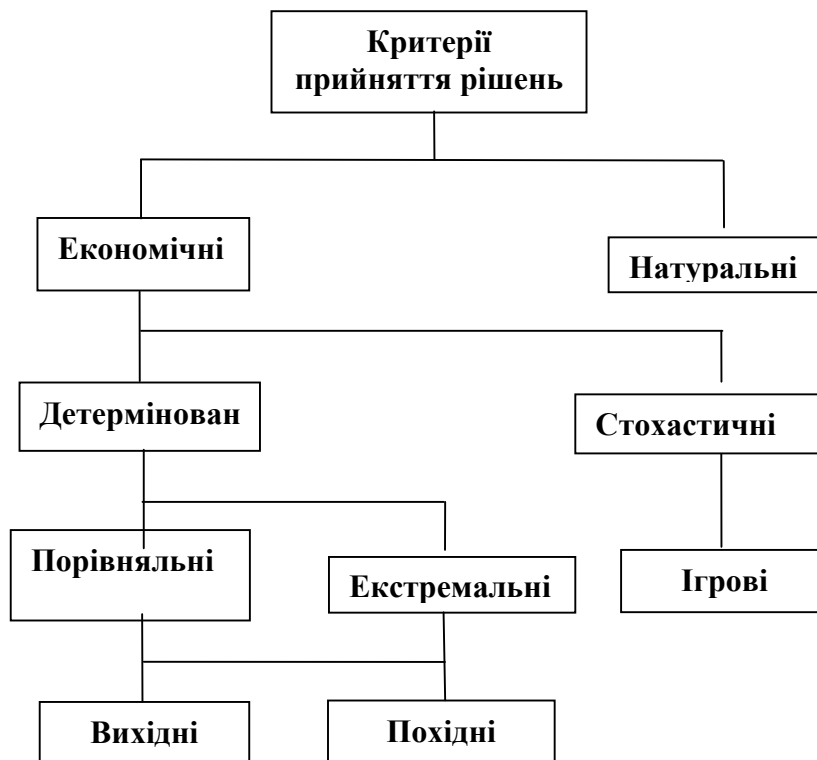 Критерії
прийняття рішень
Економічні
Натуральні
Детермінован
Стохастичні
Порівняльні
Екстремальні
Ігрові
Вихідні
Похідні